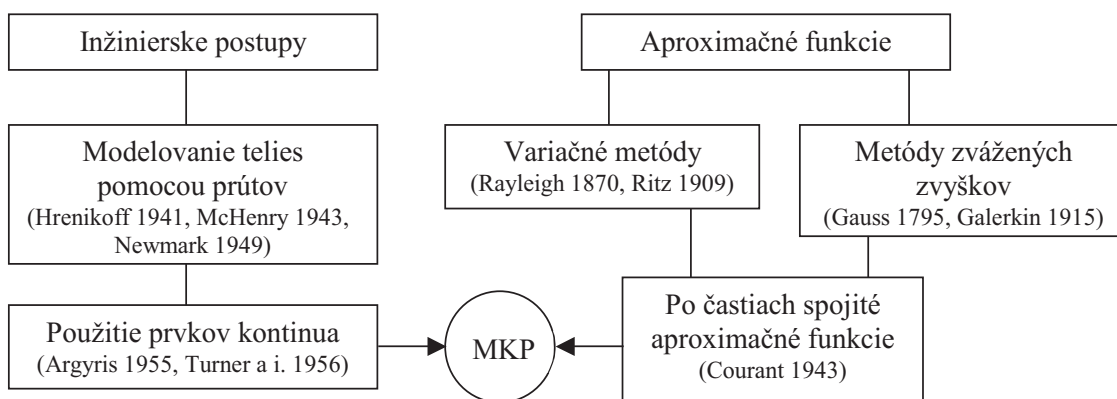 Inžinierske postupy
Aproximačné funkcie
Modelovanie telies
pomocou prútov
(Hrenikoff 1941, McHenry 1943,
Newmark 1949)
Variačné metódy
(Rayleigh 1870, Ritz 1909)
Metódy zvážených
zvyškov
(Gauss 1795, Galerkin 1915)
Použitie prvkov kontinua
(Argyris 1955, Turner a i. 1956)
MKP
Po častiach spojité
aproximačné funkcie
(Courant 1943)